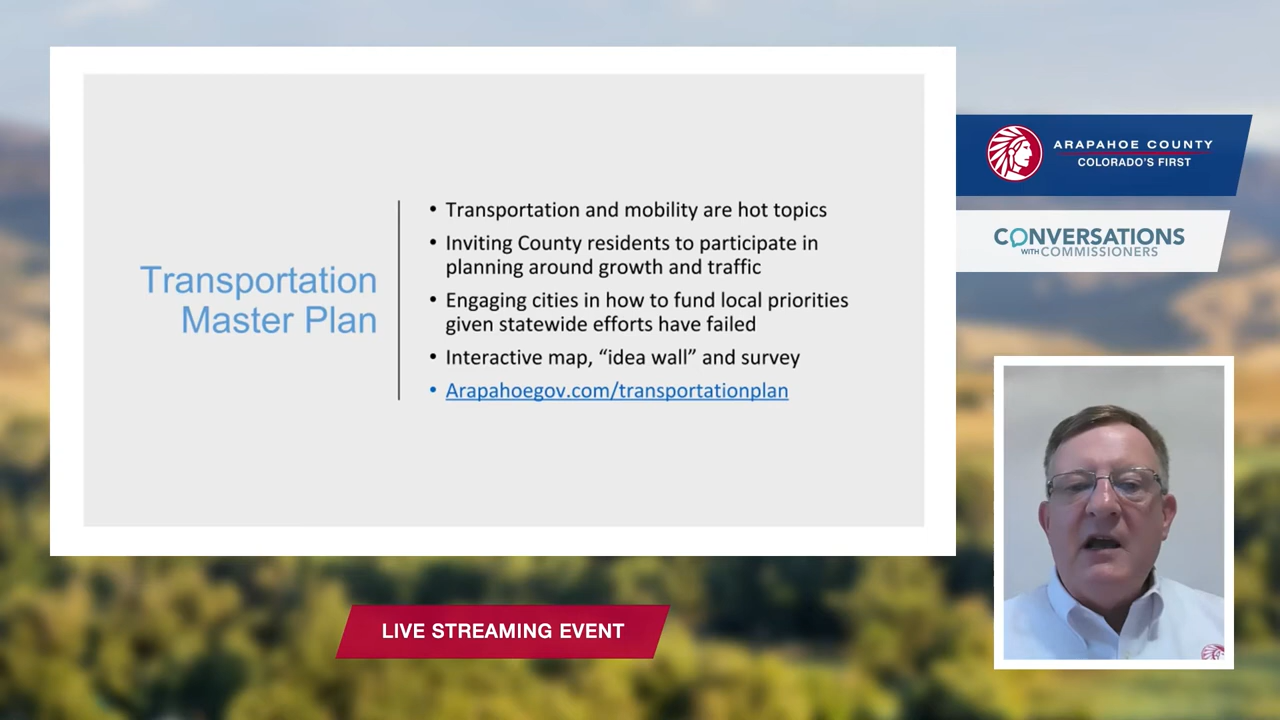 Transportation
Master Plan
• Transportation and mobility are hot topics
• Inviting County residents to participate in
planning around growth and traffic
• Engaging cities in how to fund local priorities
given statewide efforts have failed
• Interactive map, “idea wall” and survey
• Arapahoegov.com/transportationplan
ARAPAHOE COUNTY
COLORADO'S FIRST
CONVERSATIONS
WITH COMMISSIONERS
LIVE STREAMING EVENT